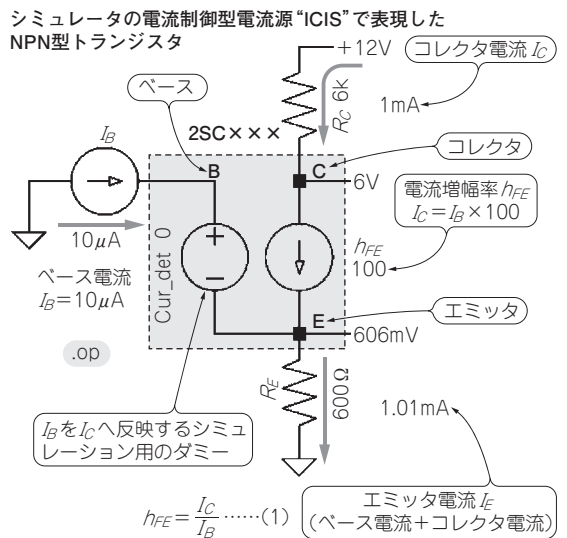 シミュレータの電流制御型電流源“ICIS”で表現した
NPN型トランジスタ
+12V
コレクタ電流 IC
RC 6k
1mA
ベース
2SC×××
IB
B
C
コレクタ
6V
10μA
Cur_det 0
+
−
hFE
100
電流増幅率 hFE
IC=IB×100
ベース電流
IB=10μA
E
エミッタ
606mV
.op
RE
600Ω
1.01mA
IBをICへ反映するシミュ
レーション用のダミー
hFE=IC/IB ……(1)
エミッタ電流 IE
(ベース電流+コレクタ電流)